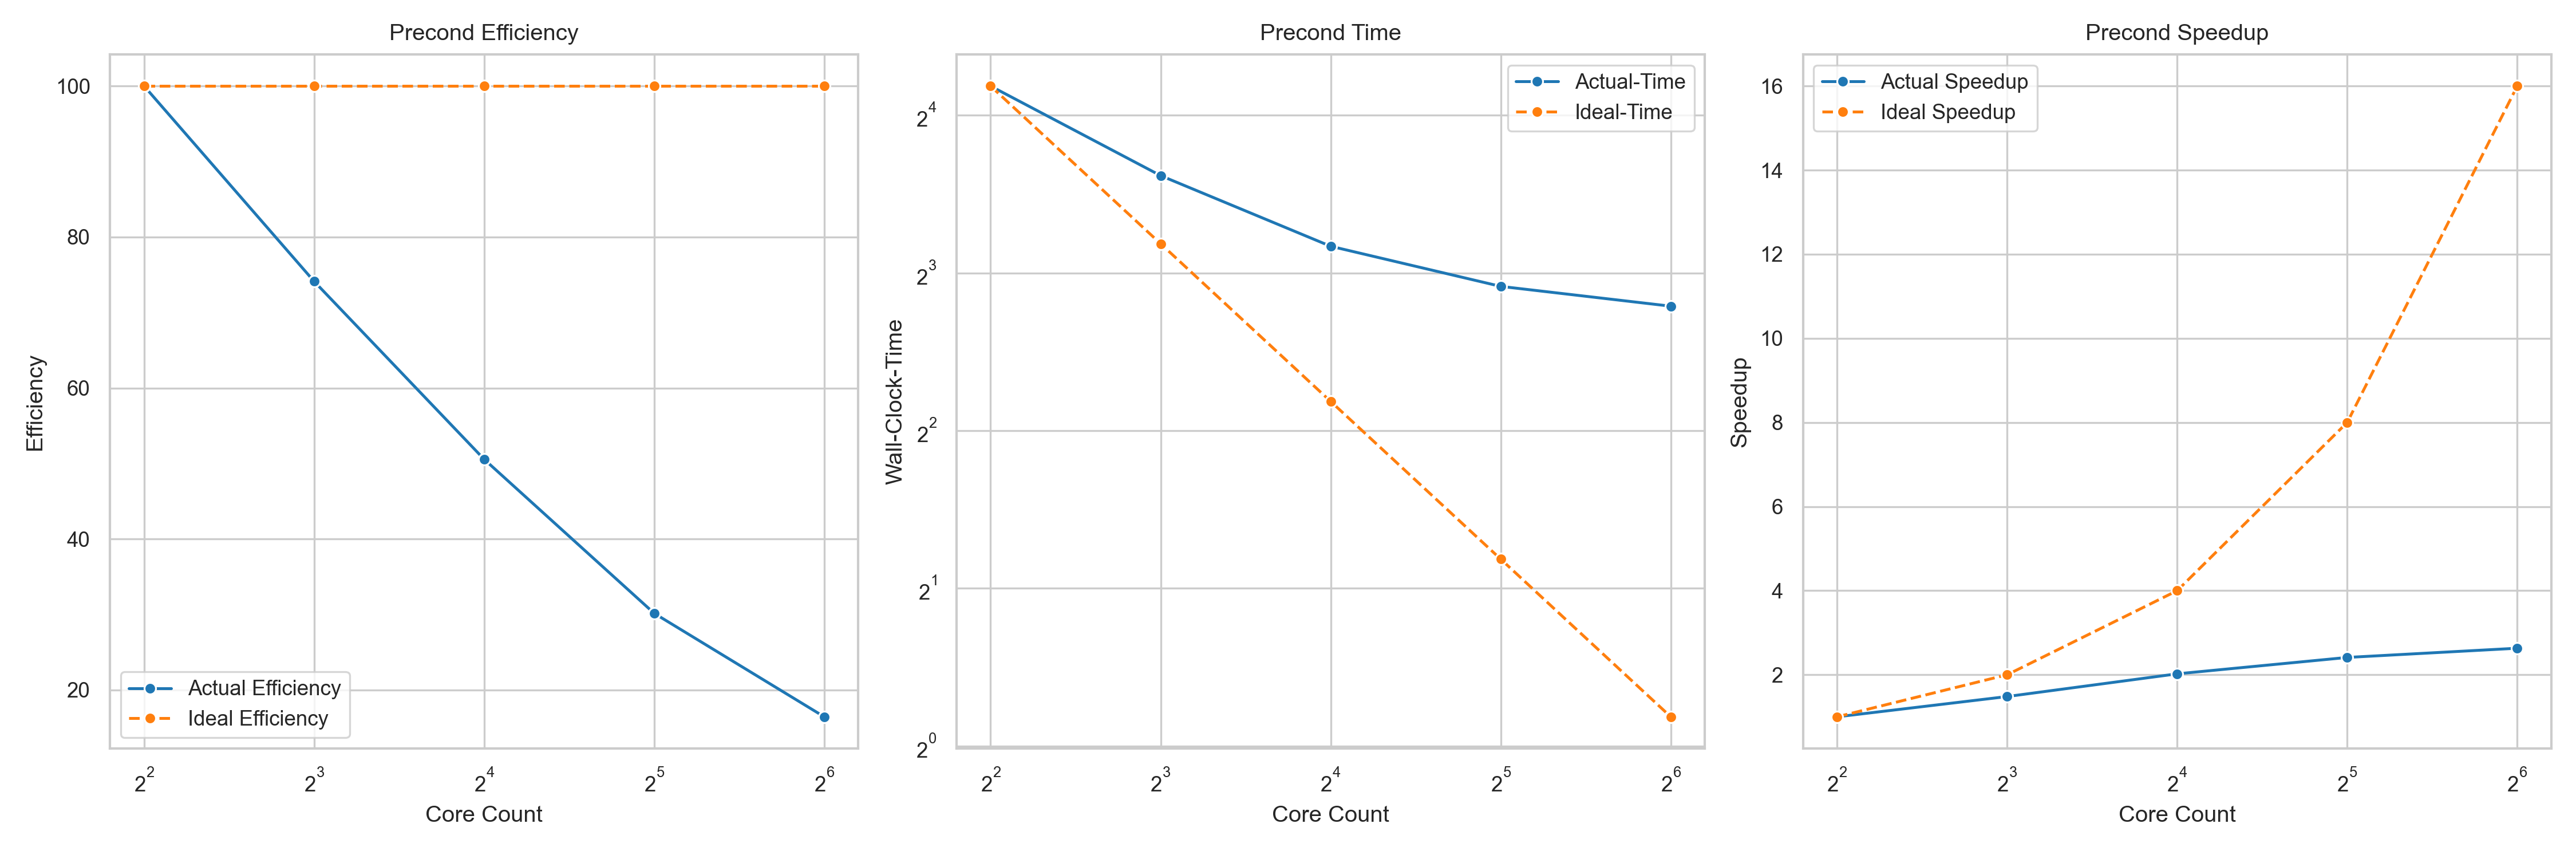 Precond Efficiency
100
80
60
40
20
Efficiency
Actual Efficiency
Ideal Efficiency
2^2 2^3 2^4 2^5 2^6
Core Count
Precond Time
2^4
2^3
2^2
2^1
2^0
Wall-Clock-Time
Actual-Time
Ideal-Time
2^2 2^3 2^4 2^5 2^6
Core Count
Precond Speedup
16
14
12
10
8
6
4
2
Speedup
Actual Speedup
Ideal Speedup
2^2 2^3 2^4 2^5 2^6
Core Count